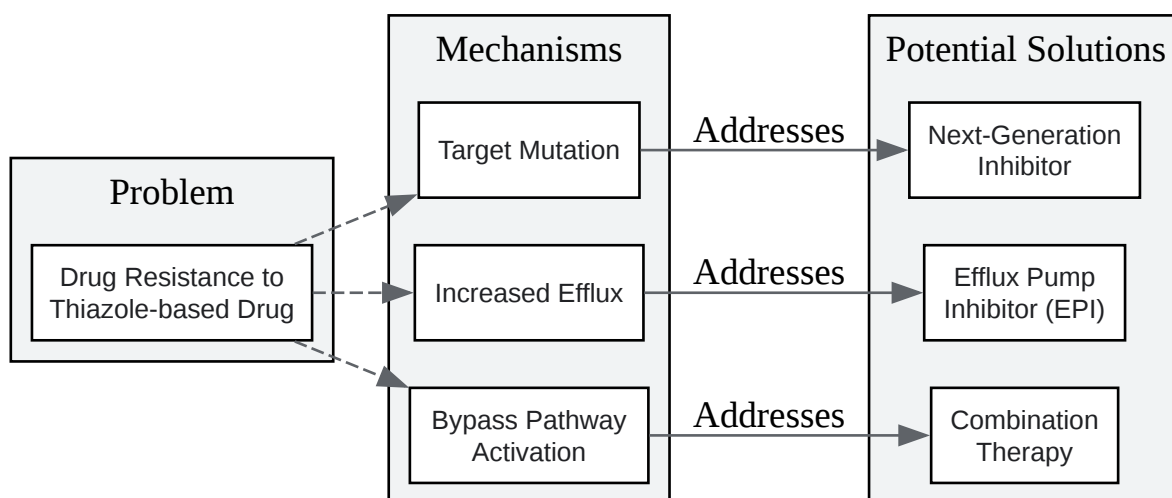 Problem
Drug Resistance to
Thiazole-based Drug
Mechanisms
Target Mutation
Increased Efflux
Bypass Pathway
Activation
Addresses
Addresses
Addresses
Potential Solutions
Next-Generation
Inhibitor
Efflux Pump
Inhibitor (EPI)
Combination
Therapy